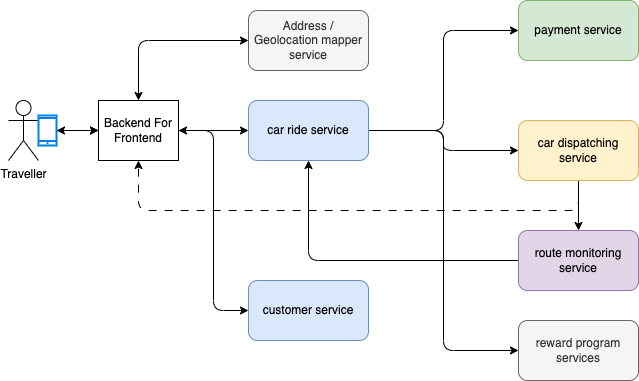 Address /
Geolocation mapper
service
payment service
Backend For
Frontend
car ride service
car dispatching
service
Traveller
route monitoring
service
customer service
reward program
services